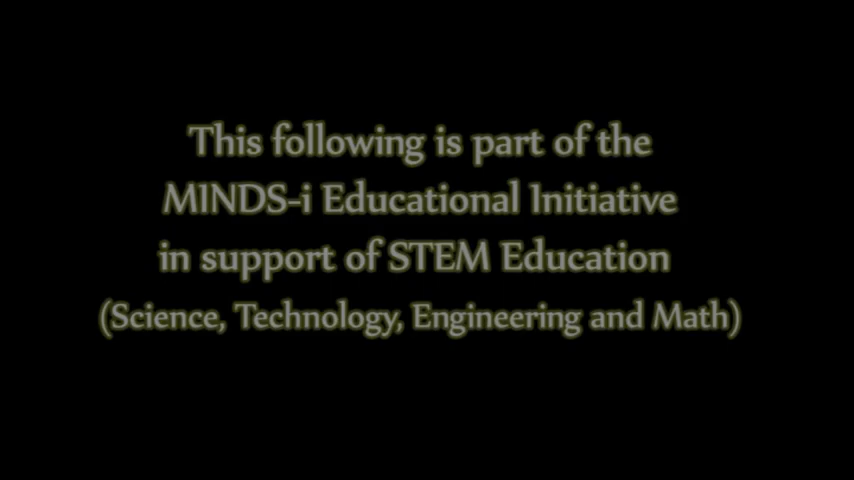 This following is part of the
MINDS-i Educational Initiative
in support of STEM Education
(Science, Technology, Engineering and Math)